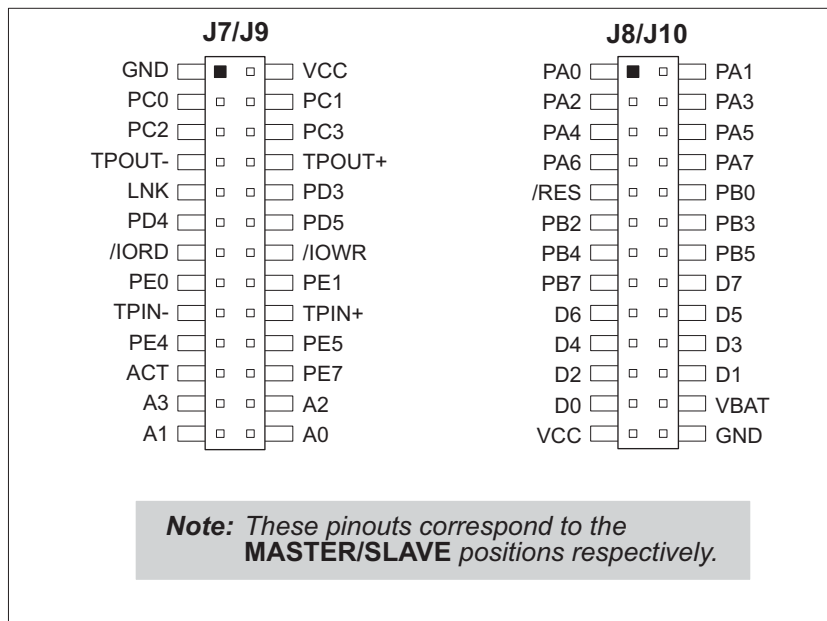 J7/J9
GND VCC
PC0 PC1
PC2 PC3
TPOUT- TPOUT+
LNK PD3
PD4 PD5
/IORD /IOWR
PE0 PE1
TPIN- TPIN+
PE4 PE5
ACT PE7
A3 A2
A1 A0
J8/J10
PA0 PA1
PA2 PA3
PA4 PA5
PA6 PA7
/RES PB0
PB2 PB3
PB4 PB5
PB7 D7
D6 D5
D4 D3
D2 D1
D0 VBAT
VCC GND
Note: These pinouts correspond to the
MASTER/SLAVE positions respectively.